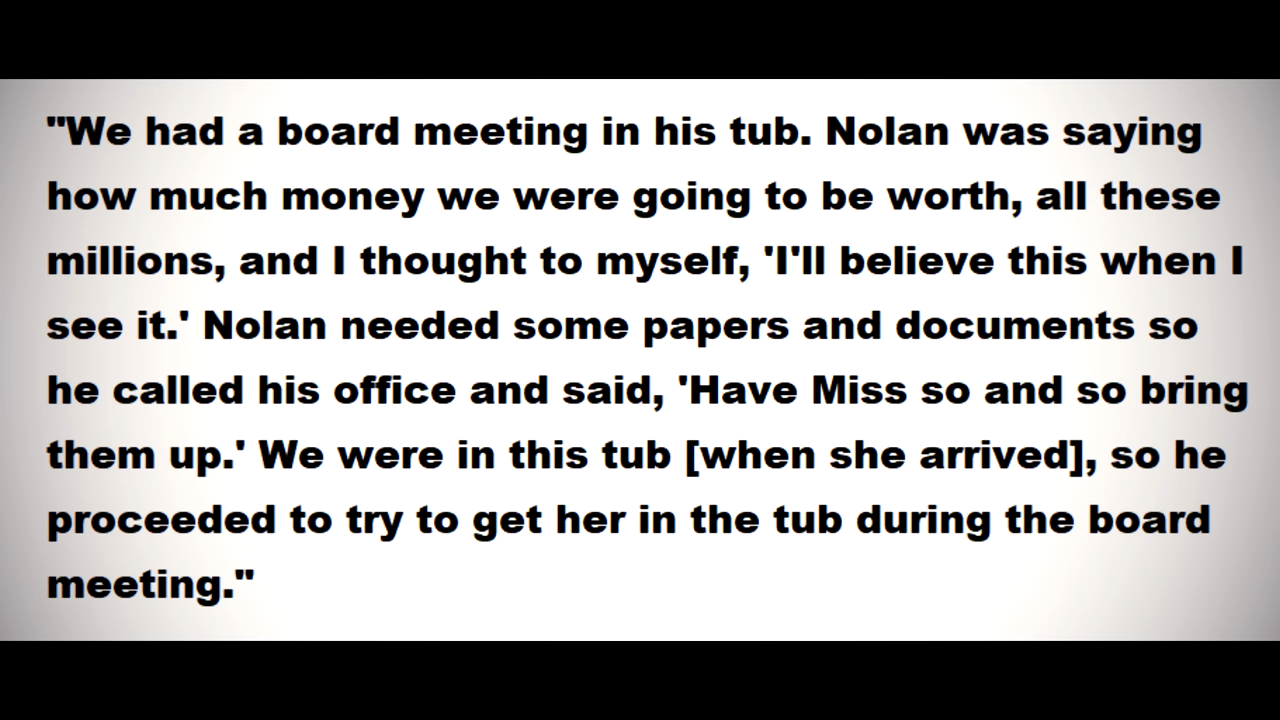 "We had a board meeting in his tub. Nolan was saying
how much money we were going to be worth, all these
millions, and I thought to myself, 'I'll believe this when I
see it.' Nolan needed some papers and documents so
he called his office and said, 'Have Miss so and so bring
them up.' We were in this tub [when she arrived], so he
proceeded to try to get her in the tub during the board
meeting."